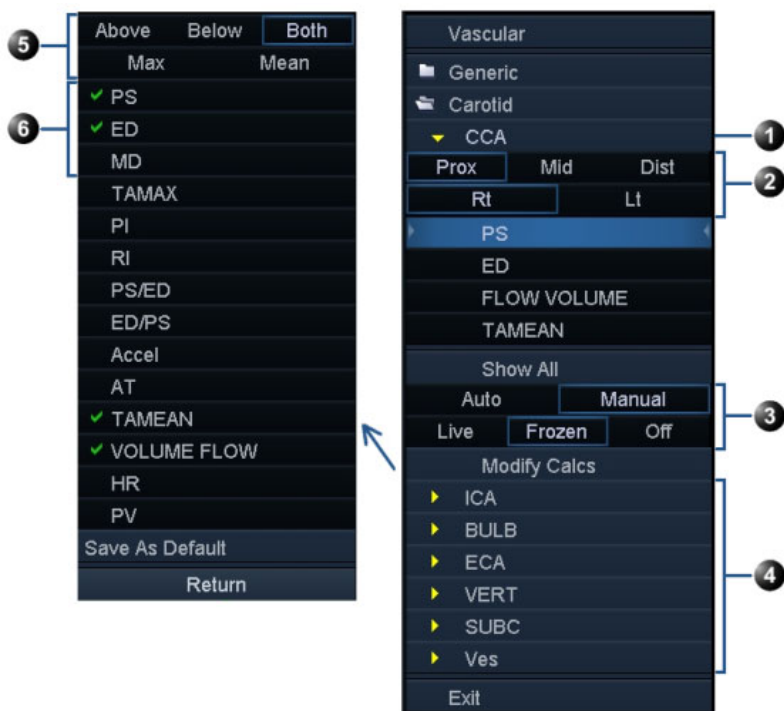 5
Above Below Both
Max Mean
6
PS
ED
MD
TAMAX
PI
RI
PS/ED
ED/PS
Accel
AT
TAMEAN
VOLUME FLOW
HR
PV
Save As Default
Return
Vascular
Generic
Carotid
CCA 1
Prox Mid Dist
2
Rt Lt
PS
ED
FLOW VOLUME
TAMEAN
Show All
Auto Manual
3
Live Frozen Off
Modify Calcs
ICA
BULB
ECA
4
VERT
SUBC
Ves
Exit